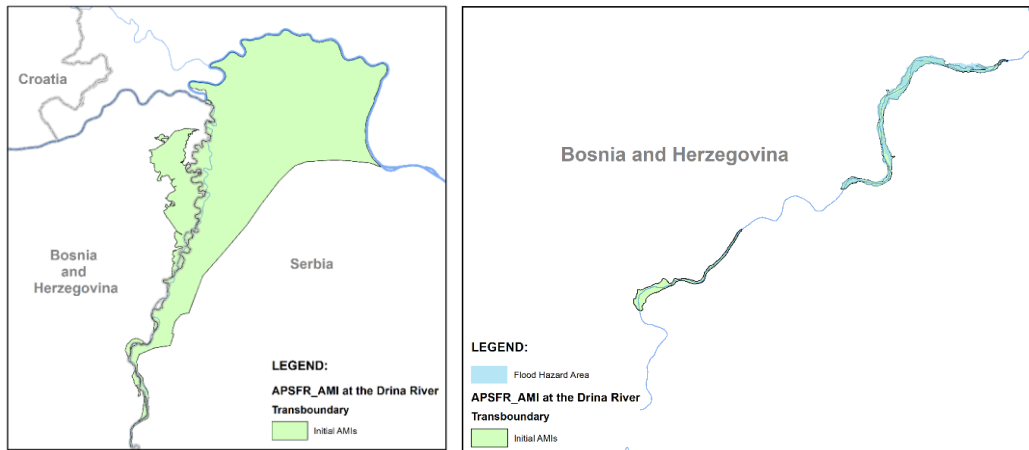 Croatia
Bosnia
and
Herzegovina
Serbia
LEGEND:
APSFR_AMI at the Drina River
Transboundary
Initial AMIs
Bosnia and Herzegovina
LEGEND:
Flood Hazard Area
APSFR_AMI at the Drina River
Transboundary
Initial AMIs